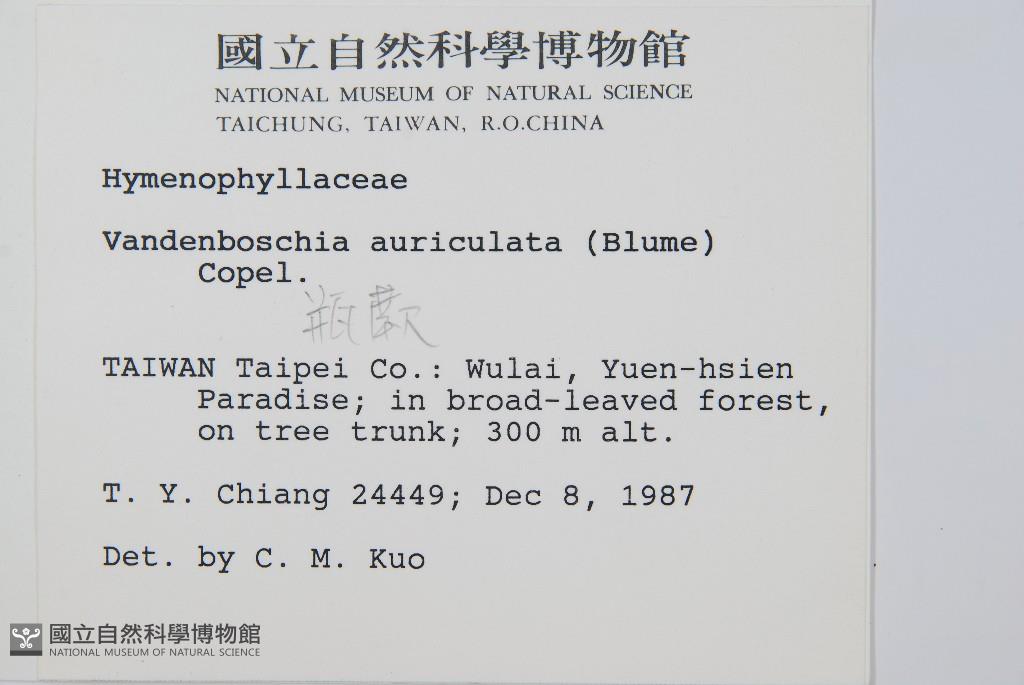 國立自然科學博物館
NATIONAL MUSEUM OF NATURAL SCIENCE
TAICHUNG, TAIWAN, R.O.CHINA
Hymenophyllaceae
Vandenboschia auriculata (Blume)
Copel.
瓶蕨
TAIWAN Taipei Co.: Wulai, Yuen-hsien
Paradise; in broad-leaved forest,
on tree trunk; 300 m alt.
T. Y. Chiang 24449; Dec 8, 1987
Det. by C. M. Kuo
國立自然科學博物館
NATIONAL MUSEUM OF NATURAL SCIENCE